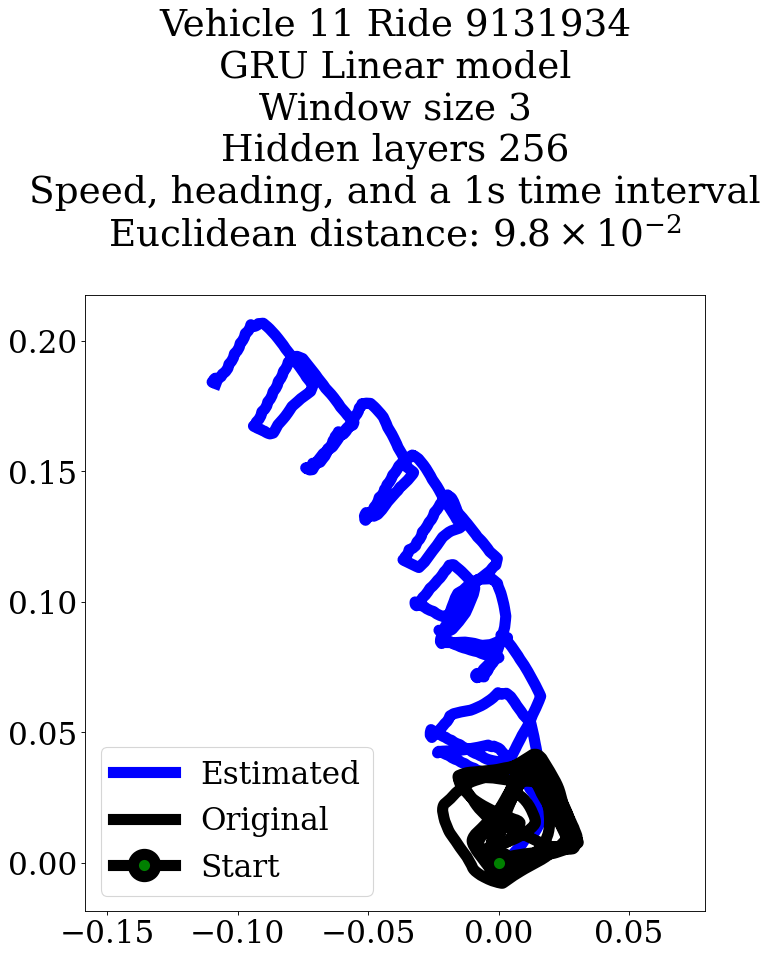 Vehicle 11 Ride 9131934
GRU Linear model
Window size 3
Hidden layers 256
Speed, heading, and a 1s time interval
Euclidean distance: 9.8 × 10⁻²
0.20
0.15
0.10
0.05
0.00
Estimated
Original
Start
−0.15 −0.10 −0.05 0.00 0.05